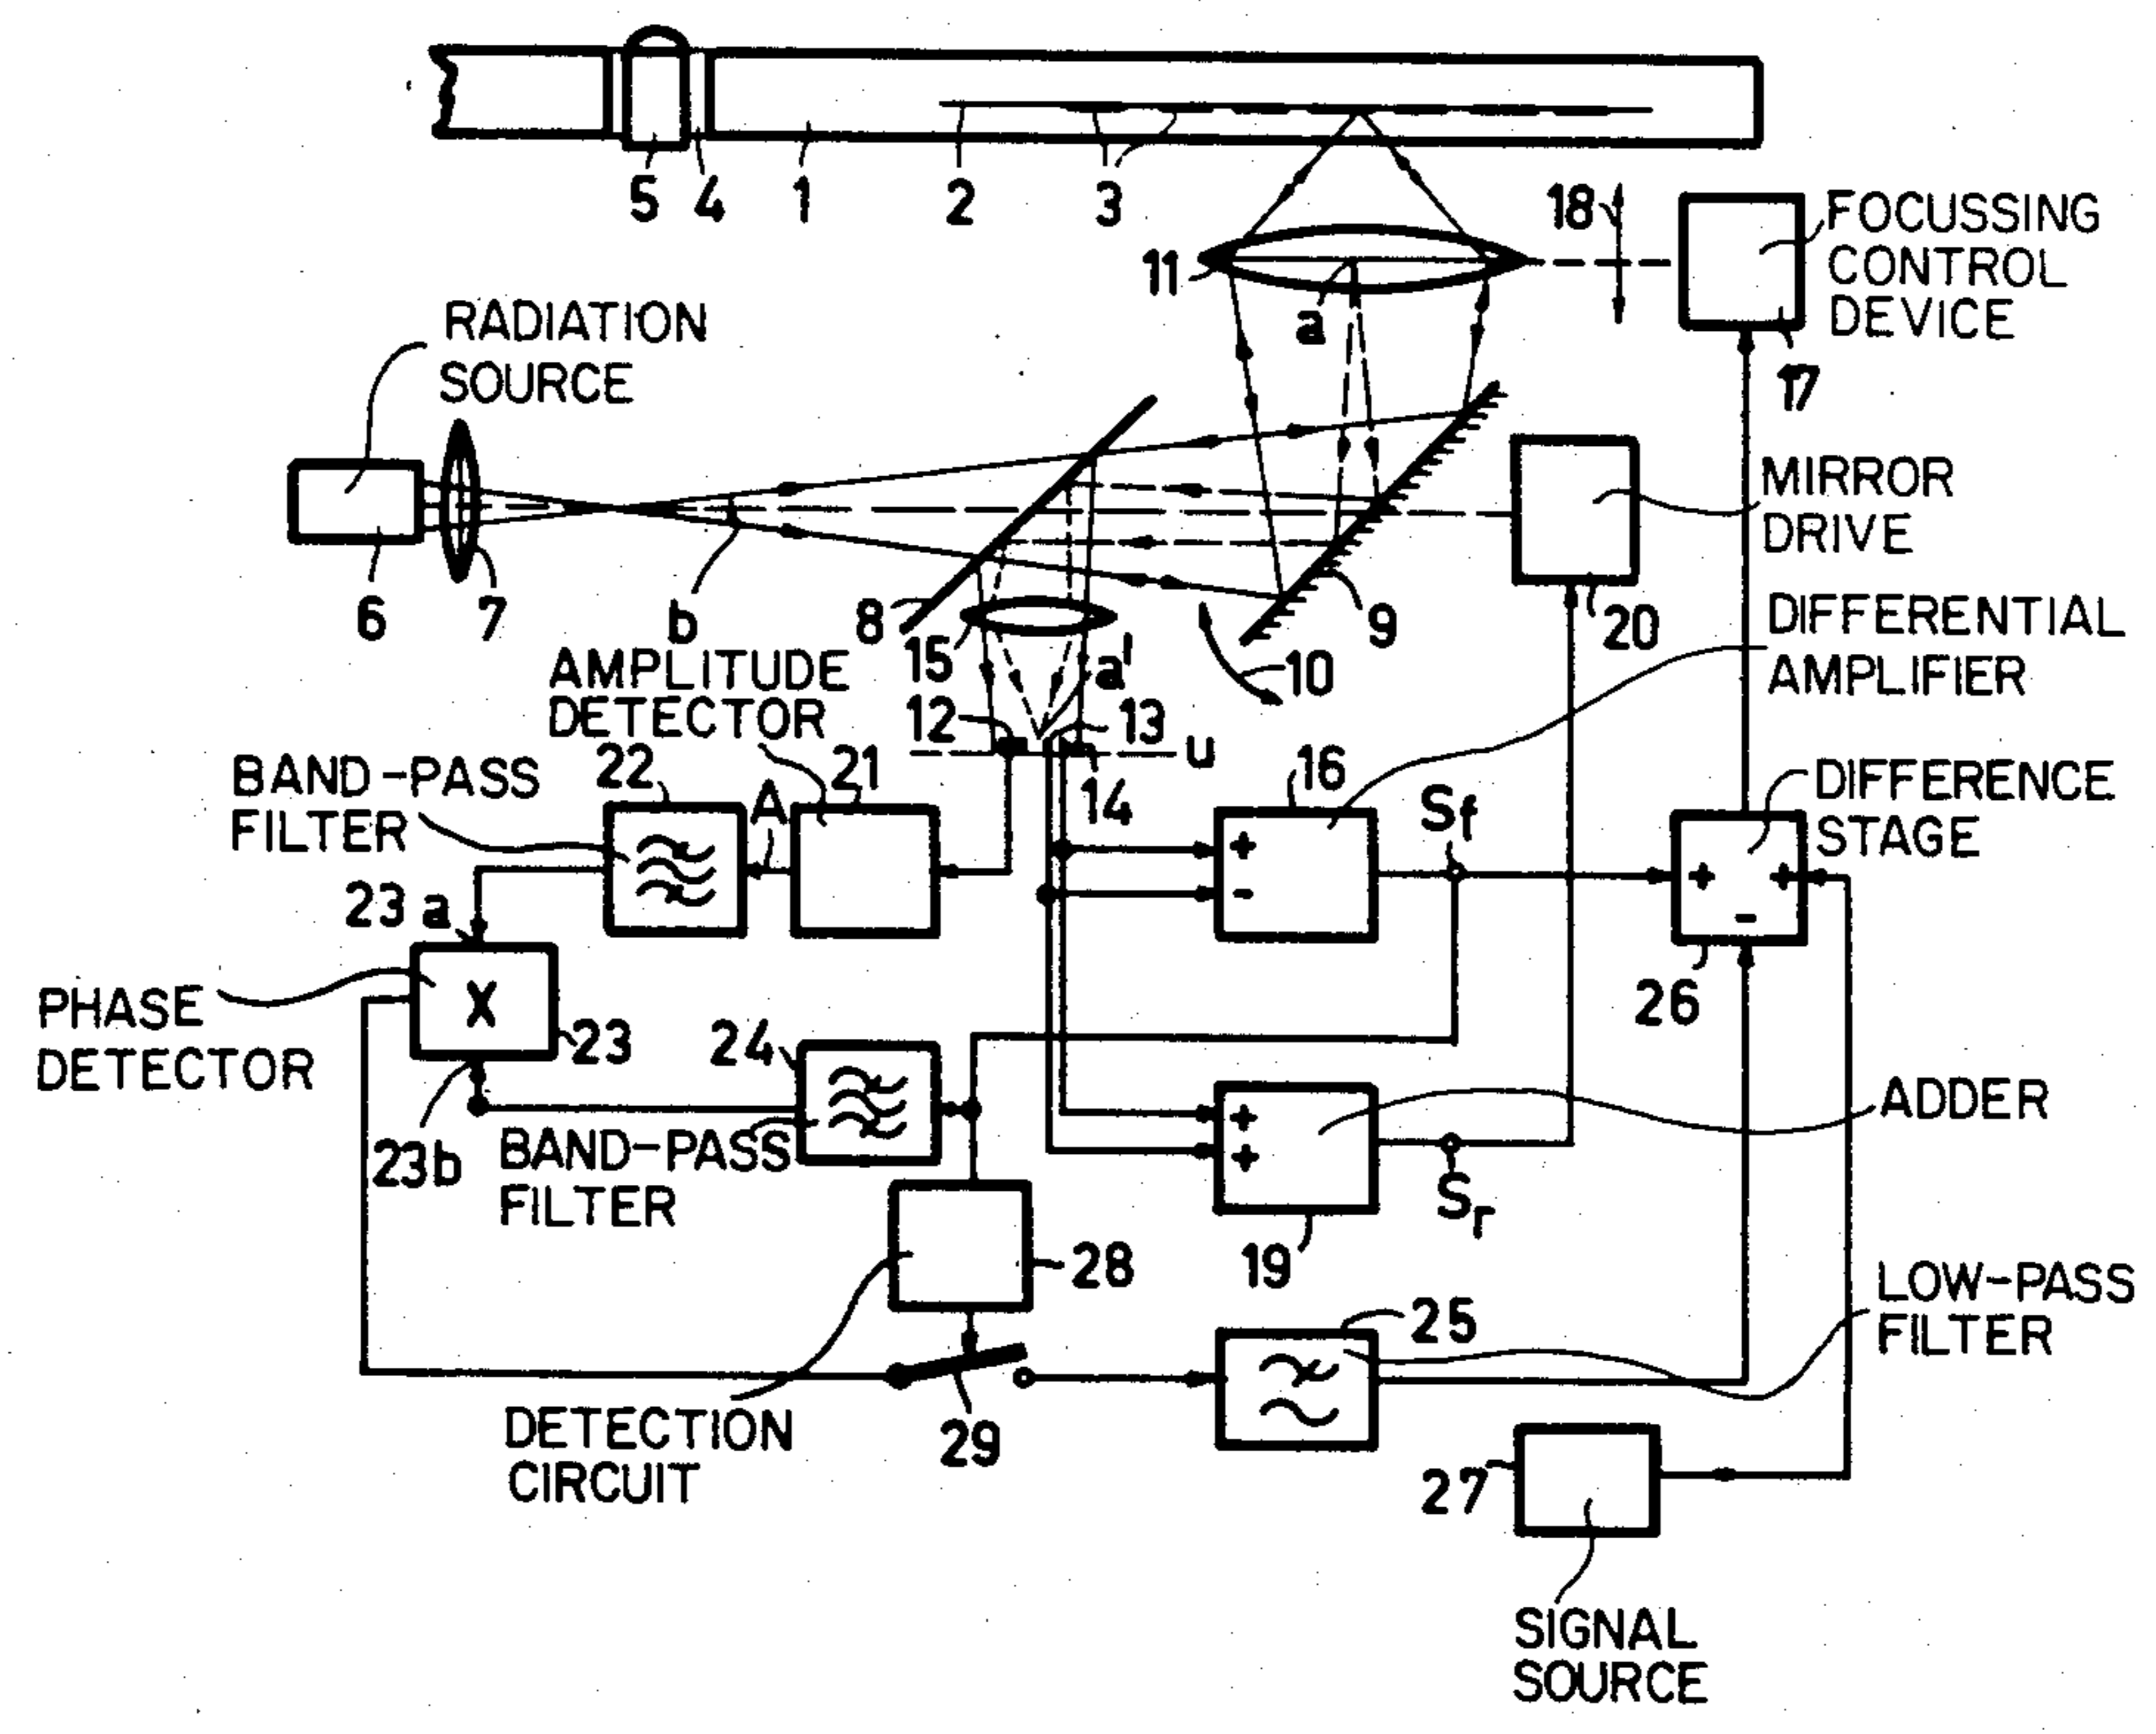 5 4 1 2 3
18
FOCUSSING
CONTROL
DEVICE
11
a
17
RADIATION
SOURCE
MIRROR
DRIVE
6 7 b 8 9 20
15 a' 10
DIFFERENTIAL
AMPLIFIER
AMPLITUDE
DETECTOR
12 13 u
14
BAND-PASS
FILTER
22 A 21
16 Sf
DIFFERENCE
STAGE
+ - + + -
23 a
26
PHASE
DETECTOR
X
23
24
23b
BAND-PASS
FILTER
+ +
ADDER
Sr
19
28
LOW-PASS
FILTER
25
DETECTION
CIRCUIT
29
27
SIGNAL
SOURCE